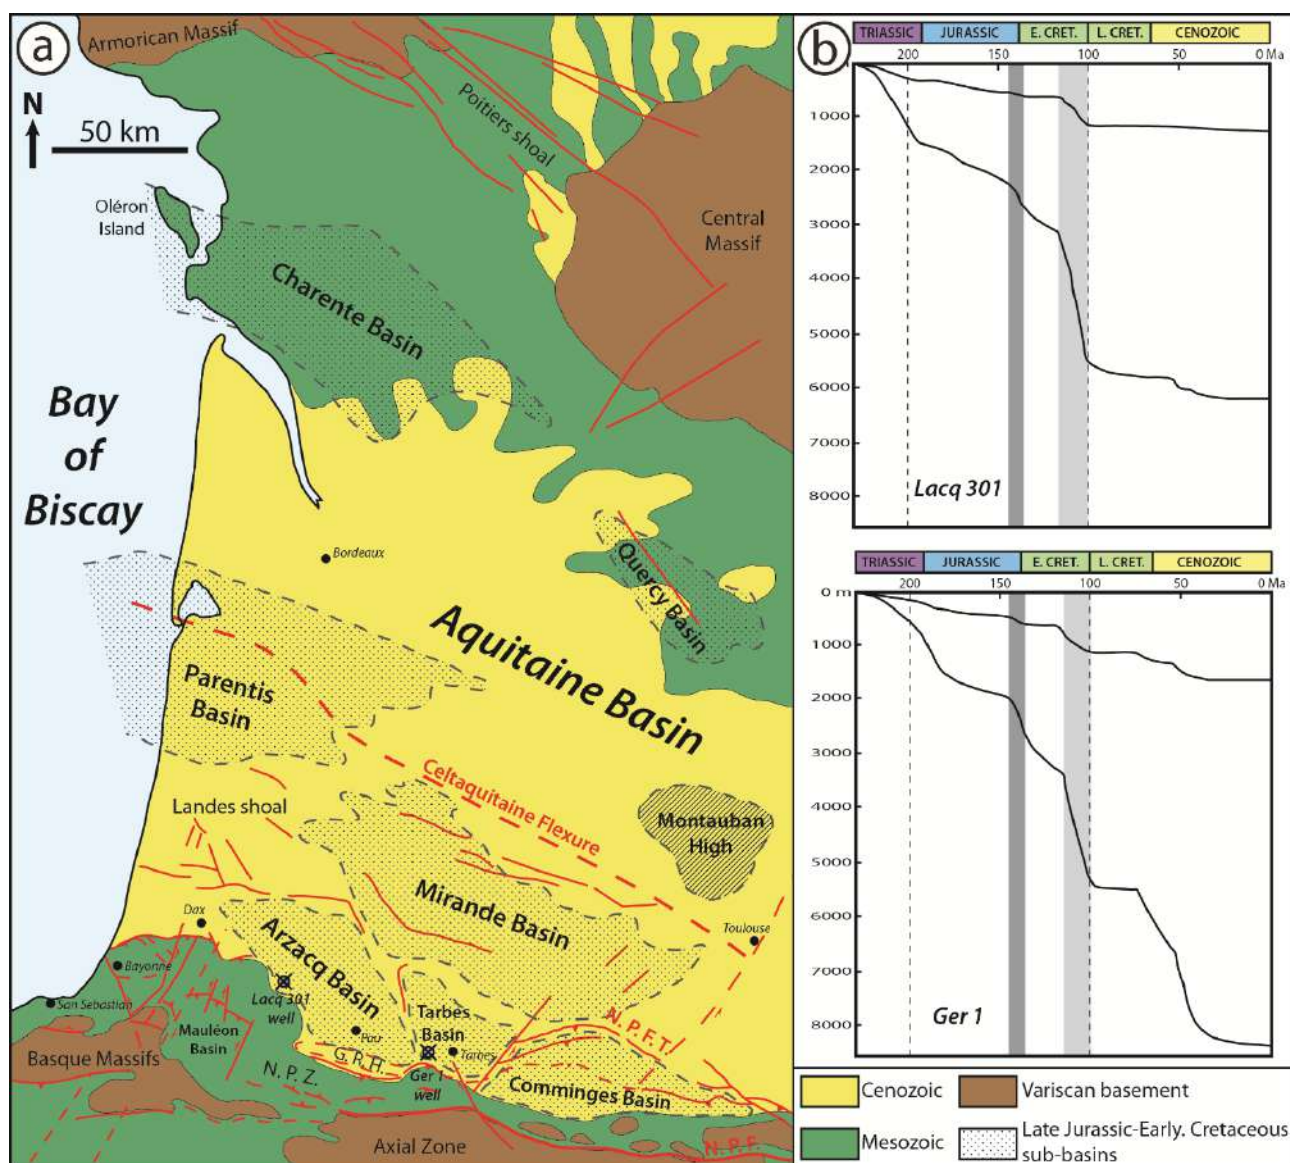 a
Armorican Massif
N
50 km
Poitiers shoal
Oléron
Island
Central
Massif
Charente Basin
Bay
of
Biscay
Bordeaux
Quercy Basin
Aquitaine Basin
Parentis
Basin
Celtaquitaine Flexure
Landes shoal
Montauban
High
Mirande Basin
Dax
Toulouse
Arzacq Basin
Bayonne
Lacq 301
well
San Sebastian
Mauléon
Basin
Tarbes
Basin
N. P. F. T.
Pau
Tarbes
Basque Massifs
G. R. H.
N. P. Z.
Ger 1
well
Comminges Basin
Axial Zone
N. P. F.
b
TRIASSIC JURASSIC E. CRET. L. CRET. CENOZOIC
200 150 100 50 0 Ma
1000
2000
3000
4000
5000
6000
7000
8000
Lacq 301
TRIASSIC JURASSIC E. CRET. L. CRET. CENOZOIC
200 150 100 50 0 Ma
0 m
1000
2000
3000
4000
5000
6000
7000
8000
Ger 1
Cenozoic
Variscan basement
Mesozoic
Late Jurassic-Early. Cretaceous
sub-basins